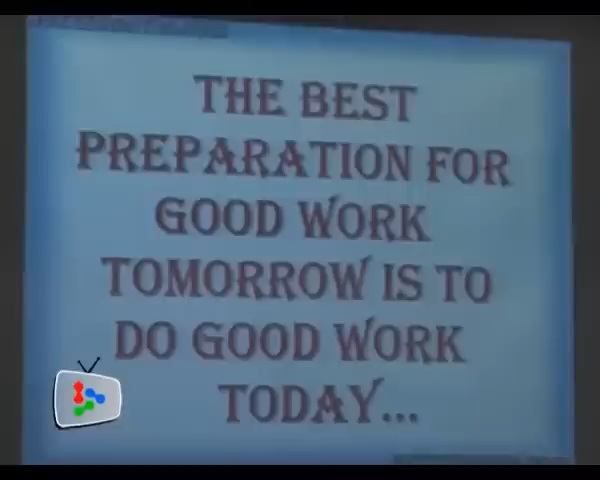 THE BEST
PREPARATION FOR
GOOD WORK
TOMORROW IS TO
DO GOOD WORK
TODAY...